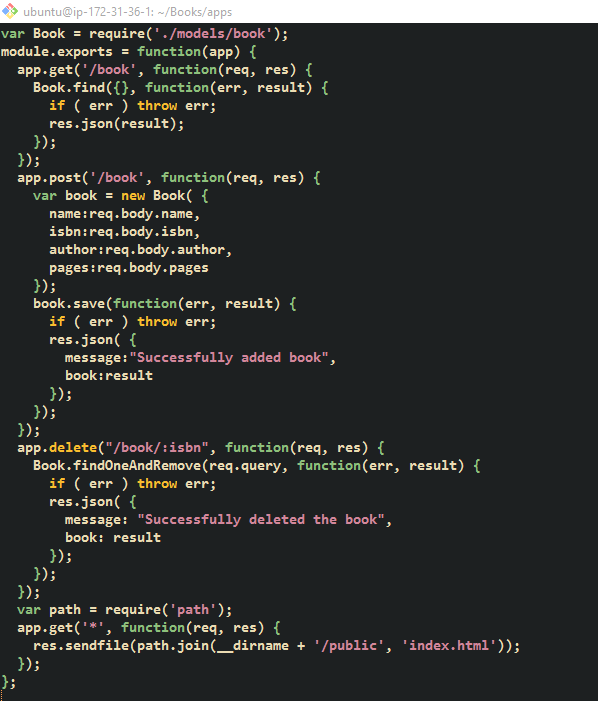 ubuntu@ip-172-31-36-1: ~/Books/apps
var Book = require('./models/book');
module.exports = function(app) {
  app.get('/book', function(req, res) {
    Book.find({}, function(err, result) {
      if ( err ) throw err;
      res.json(result);
    });
  });
  app.post('/book', function(req, res) {
    var book = new Book( {
      name:req.body.name,
      isbn:req.body.isbn,
      author:req.body.author,
      pages:req.body.pages
    });
    book.save(function(err, result) {
      if ( err ) throw err;
      res.json( {
        message:"Successfully added book",
        book:result
      });
    });
  });
  app.delete("/book/:isbn", function(req, res) {
    Book.findOneAndRemove(req.query, function(err, result) {
      if ( err ) throw err;
      res.json( {
        message: "Successfully deleted the book",
        book: result
      });
    });
  });
  var path = require('path');
  app.get('*', function(req, res) {
    res.sendfile(path.join(__dirname + '/public', 'index.html'));
  });
};